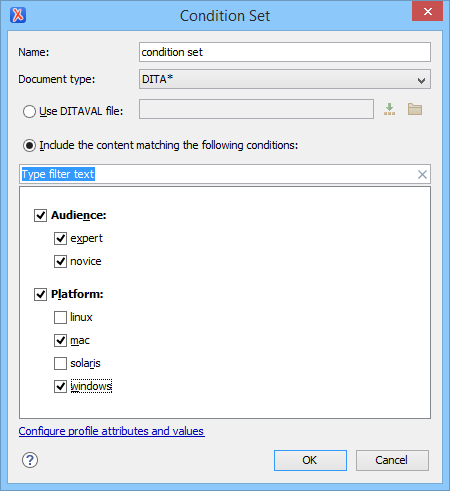 Condition Set
Name: condition set
Document type: DITA*
Use DITAVAL file:
Include the content matching the following conditions:
Type filter text
Audience:
expert
novice
Platform:
linux
mac
solaris
windows
Configure profile attributes and values
? OK Cancel